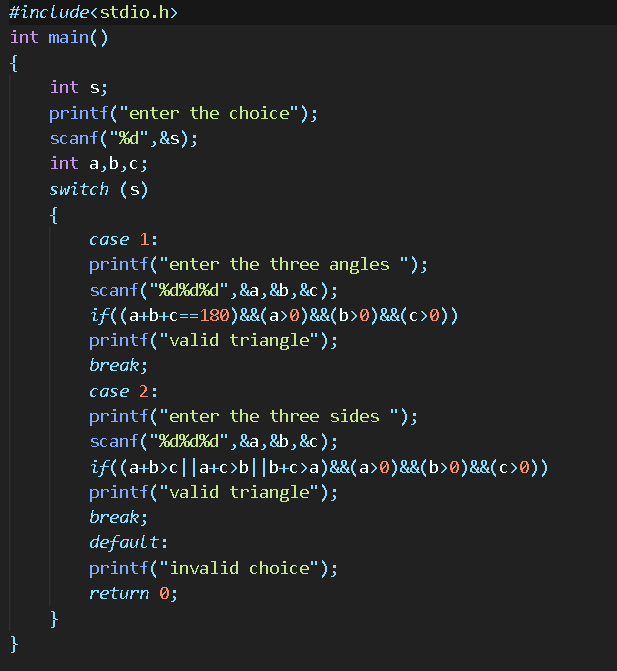 #include<stdio.h>
int main()
{
    int s;
    printf("enter the choice");
    scanf("%d",&s);
    int a,b,c;
    switch (s)
    {
        case 1:
        printf("enter the three angles ");
        scanf("%d%d%d",&a,&b,&c);
        if((a+b+c==180)&&(a>0)&&(b>0)&&(c>0))
        printf("valid triangle");
        break;
        case 2:
        printf("enter the three sides ");
        scanf("%d%d%d",&a,&b,&c);
        if((a+b>c||a+c>b||b+c>a)&&(a>0)&&(b>0)&&(c>0))
        printf("valid triangle");
        break;
        default:
        printf("invalid choice");
        return 0;
    }
}